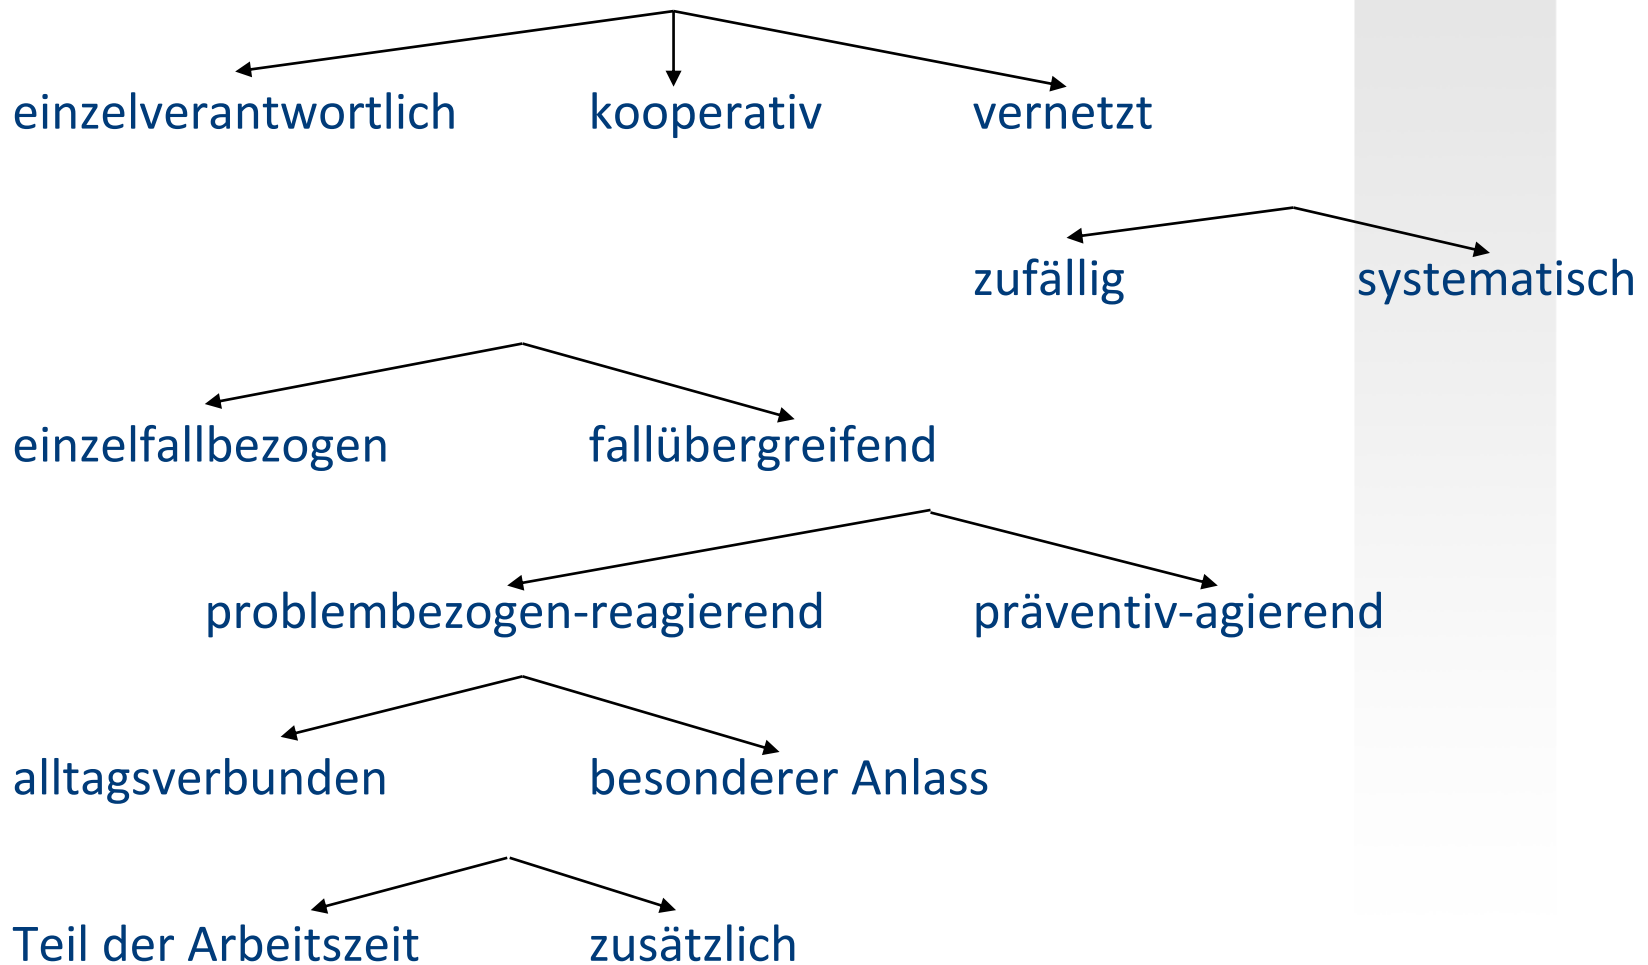 einzelverantwortlich kooperativ vernetzt
zufällig systematisch
einzelfallbezogen fallübergreifend
problembezogen-reagierend präventiv-agierend
alltagsverbunden besonderer Anlass
Teil der Arbeitszeit zusätzlich